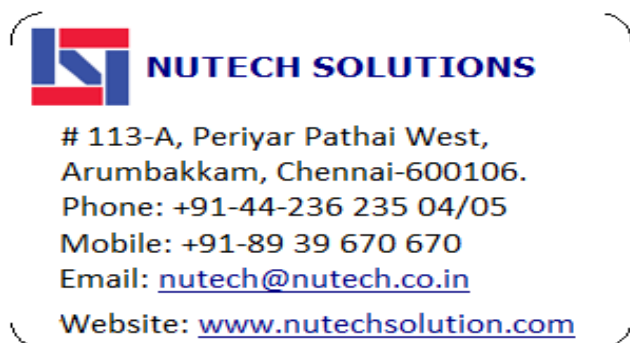 NUTECH SOLUTIONS
# 113-A, Periyar Pathai West,
Arumbakkam, Chennai-600106.
Phone: +91-44-236 235 04/05
Mobile: +91-89 39 670 670
Email: nutech@nutech.co.in
Website: www.nutechsolution.com